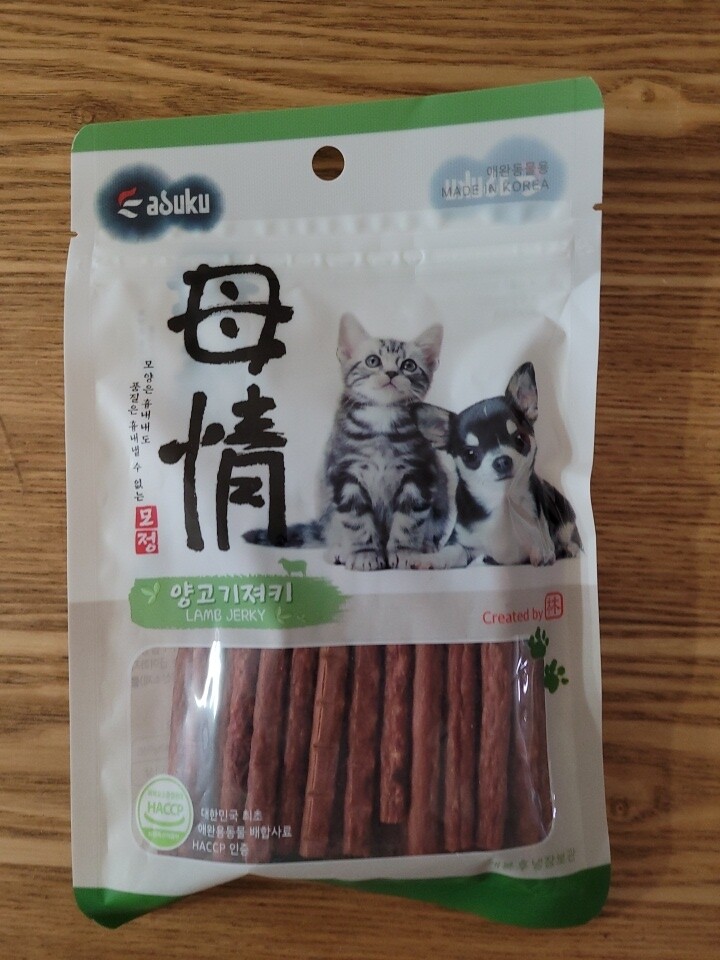 asuku
애완동물용
MADE IN KOREA
母情
모양은 흉내내도
품질은 흉내낼 수 없는
모정
양고기져키
LAMB JERKY
Created by
HACCP
대한민국 최초
애완용동물 배합사료
HACCP 인증